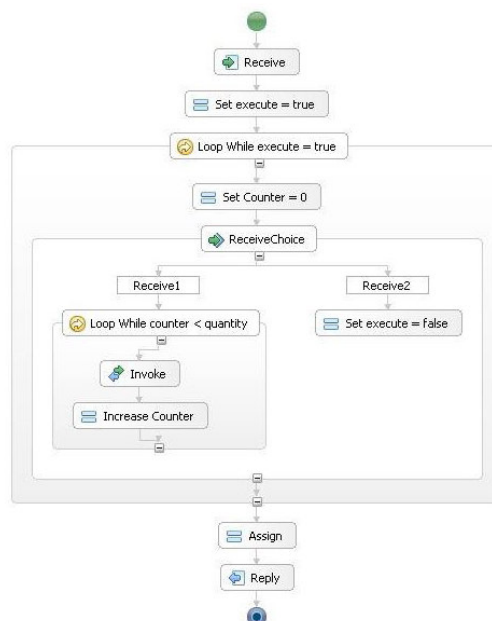 Receive
Set execute = true
Loop While execute = true
Set Counter = 0
ReceiveChoice
Receive1
Receive2
Loop While counter < quantity
Set execute = false
Invoke
Increase Counter
Assign
Reply